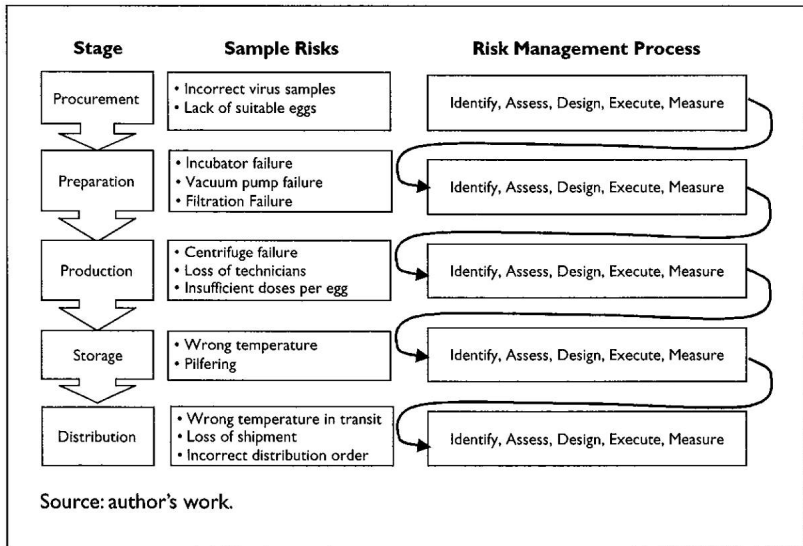 Stage Sample Risks Risk Management Process
Procurement
• Incorrect virus samples
• Lack of suitable eggs
Identify, Assess, Design, Execute, Measure
Preparation
• Incubator failure
• Vacuum pump failure
• Filtration Failure
Identify, Assess, Design, Execute, Measure
Production
• Centrifuge failure
• Loss of technicians
• Insufficient doses per egg
Identify, Assess, Design, Execute, Measure
Storage
• Wrong temperature
• Pilfering
Identify, Assess, Design, Execute, Measure
Distribution
• Wrong temperature in transit
• Loss of shipment
• Incorrect distribution order
Identify, Assess, Design, Execute, Measure
Source: author's work.